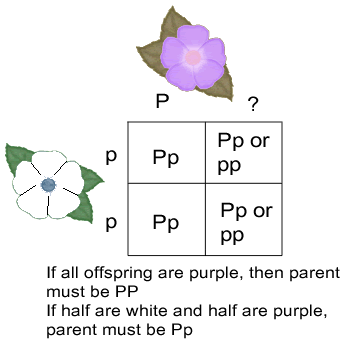 P ?
p Pp Pp or
pp
p Pp Pp or
pp
If all offspring are purple, then parent
must be PP
If half are white and half are purple,
parent must be Pp